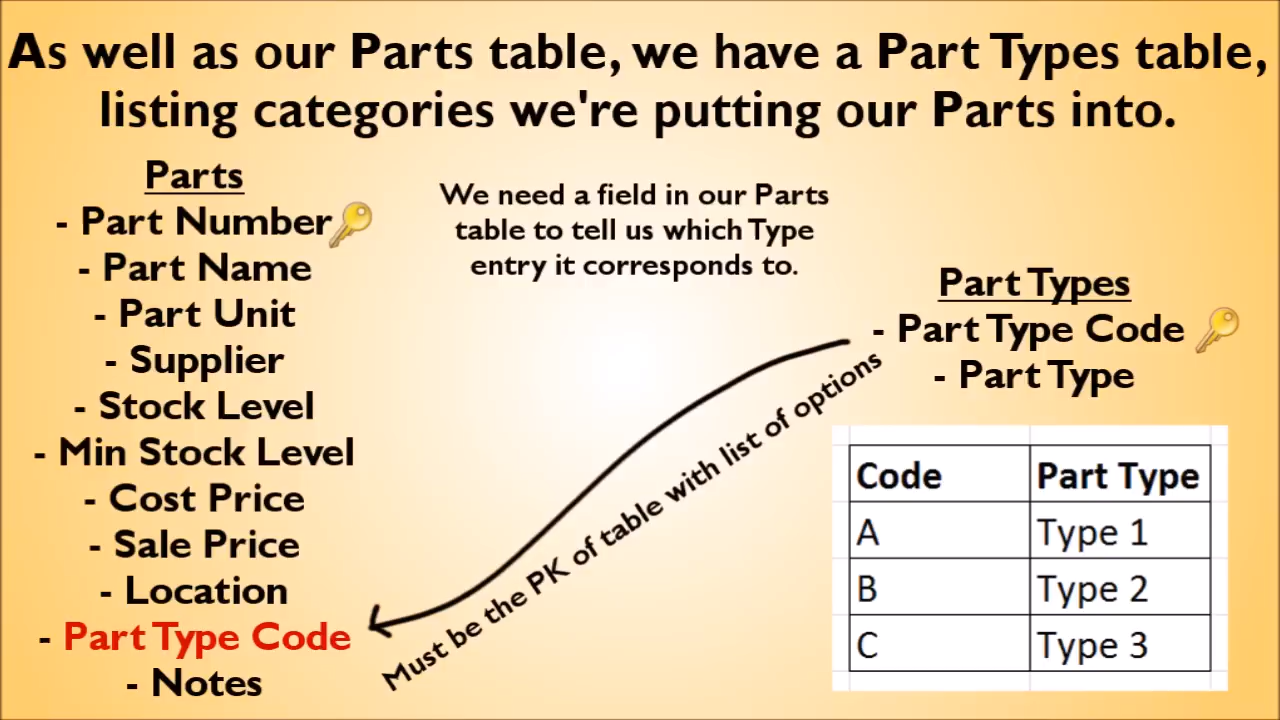 As well as our Parts table, we have a Part Types table,
listing categories we're putting our Parts into.
Parts
- Part Number
- Part Name
- Part Unit
- Supplier
- Stock Level
- Min Stock Level
- Cost Price
- Sale Price
- Location
- Part Type Code
- Notes
We need a field in our Parts
table to tell us which Type
entry it corresponds to.
Must be the PK of table with list of options
Part Types
- Part Type Code
- Part Type
Code Part Type
A Type 1
B Type 2
C Type 3